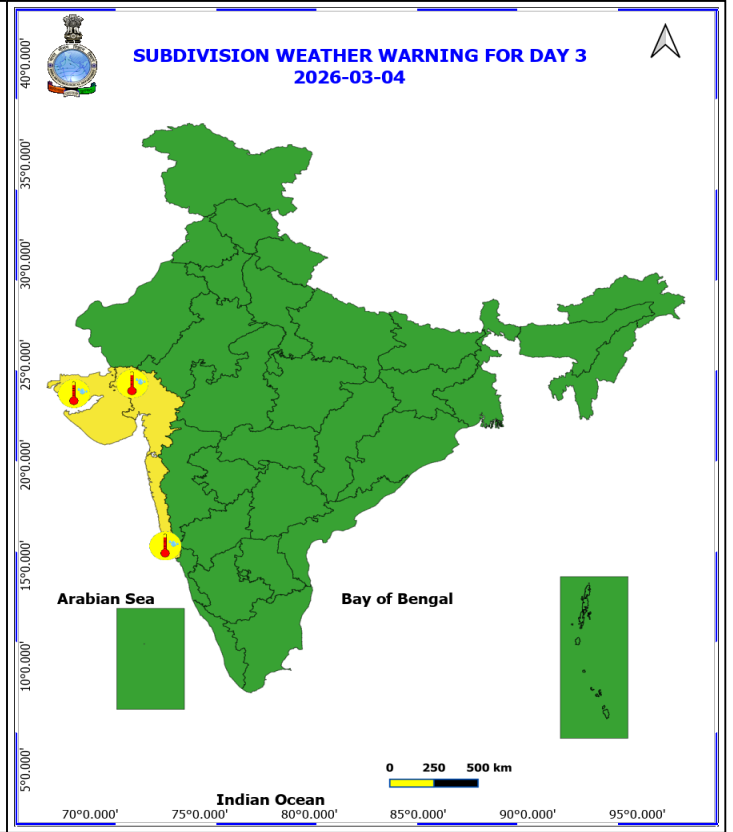 SUBDIVISION WEATHER WARNING FOR DAY 3
2026-03-04
40°0.000'
35°0.000'
30°0.000'
25°0.000'
20°0.000'
15°0.000'
10°0.000'
5°0.000'
Arabian Sea
Bay of Bengal
0 250 500 km
Indian Ocean
70°0.000' 75°0.000' 80°0.000' 85°0.000' 90°0.000' 95°0.000'